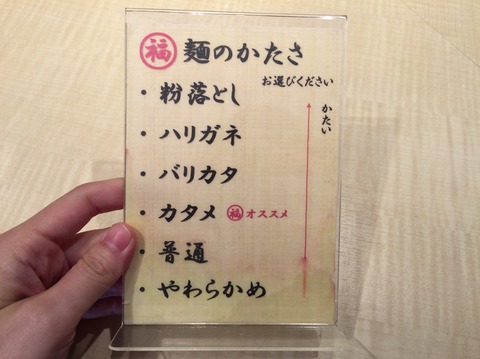 福 麺のかたさ
お選びください
かたい
・粉落とし
・ハリガネ
・バリカタ
・カタメ 福オススメ
・普通
・やわらかめ